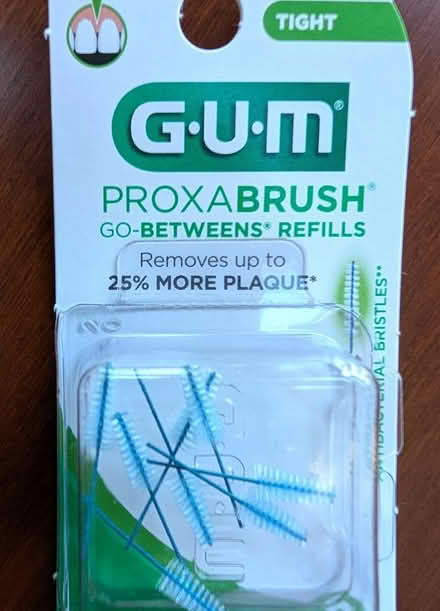 TIGHT
G·U·M®
PROXABRUSH®
GO-BETWEENS® REFILLS
Removes up to
25% MORE PLAQUE*
ANTIBACTERIAL BRISTLES**